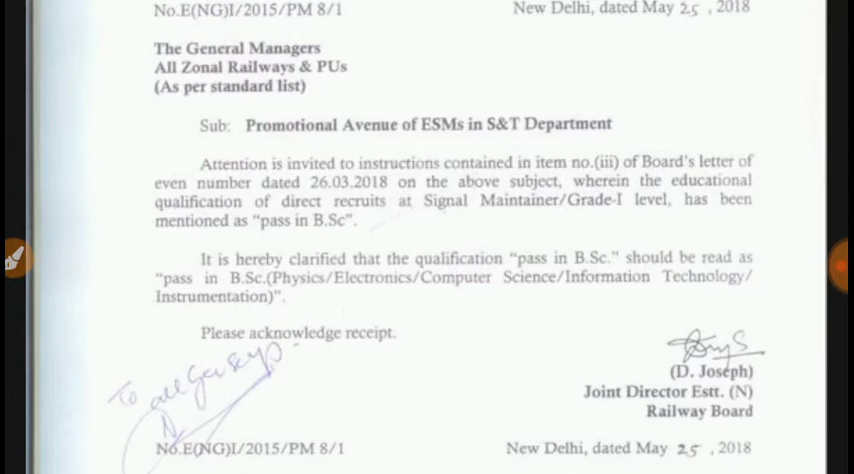 No.E(NG)I/2015/PM 8/1 New Delhi, dated May 25, 2018
The General Managers
All Zonal Railways & PUs
(As per standard list)
Sub: Promotional Avenue of ESMs in S&T Department
Attention is invited to instructions contained in item no.(iii) of Board's letter of
even number dated 26.03.2018 on the above subject, wherein the educational
qualification of direct recruits at Signal Maintainer/Grade-I level, has been
mentioned as "pass in B.Sc".
It is hereby clarified that the qualification "pass in B.Sc." should be read as
"pass in B.Sc.(Physics/Electronics/Computer Science/Information Technology/
Instrumentation)".
Please acknowledge receipt.
To all
(D. Joseph)
Joint Director Estt. (N)
Railway Board
No.E(NG)I/2015/PM 8/1 New Delhi, dated May 25, 2018